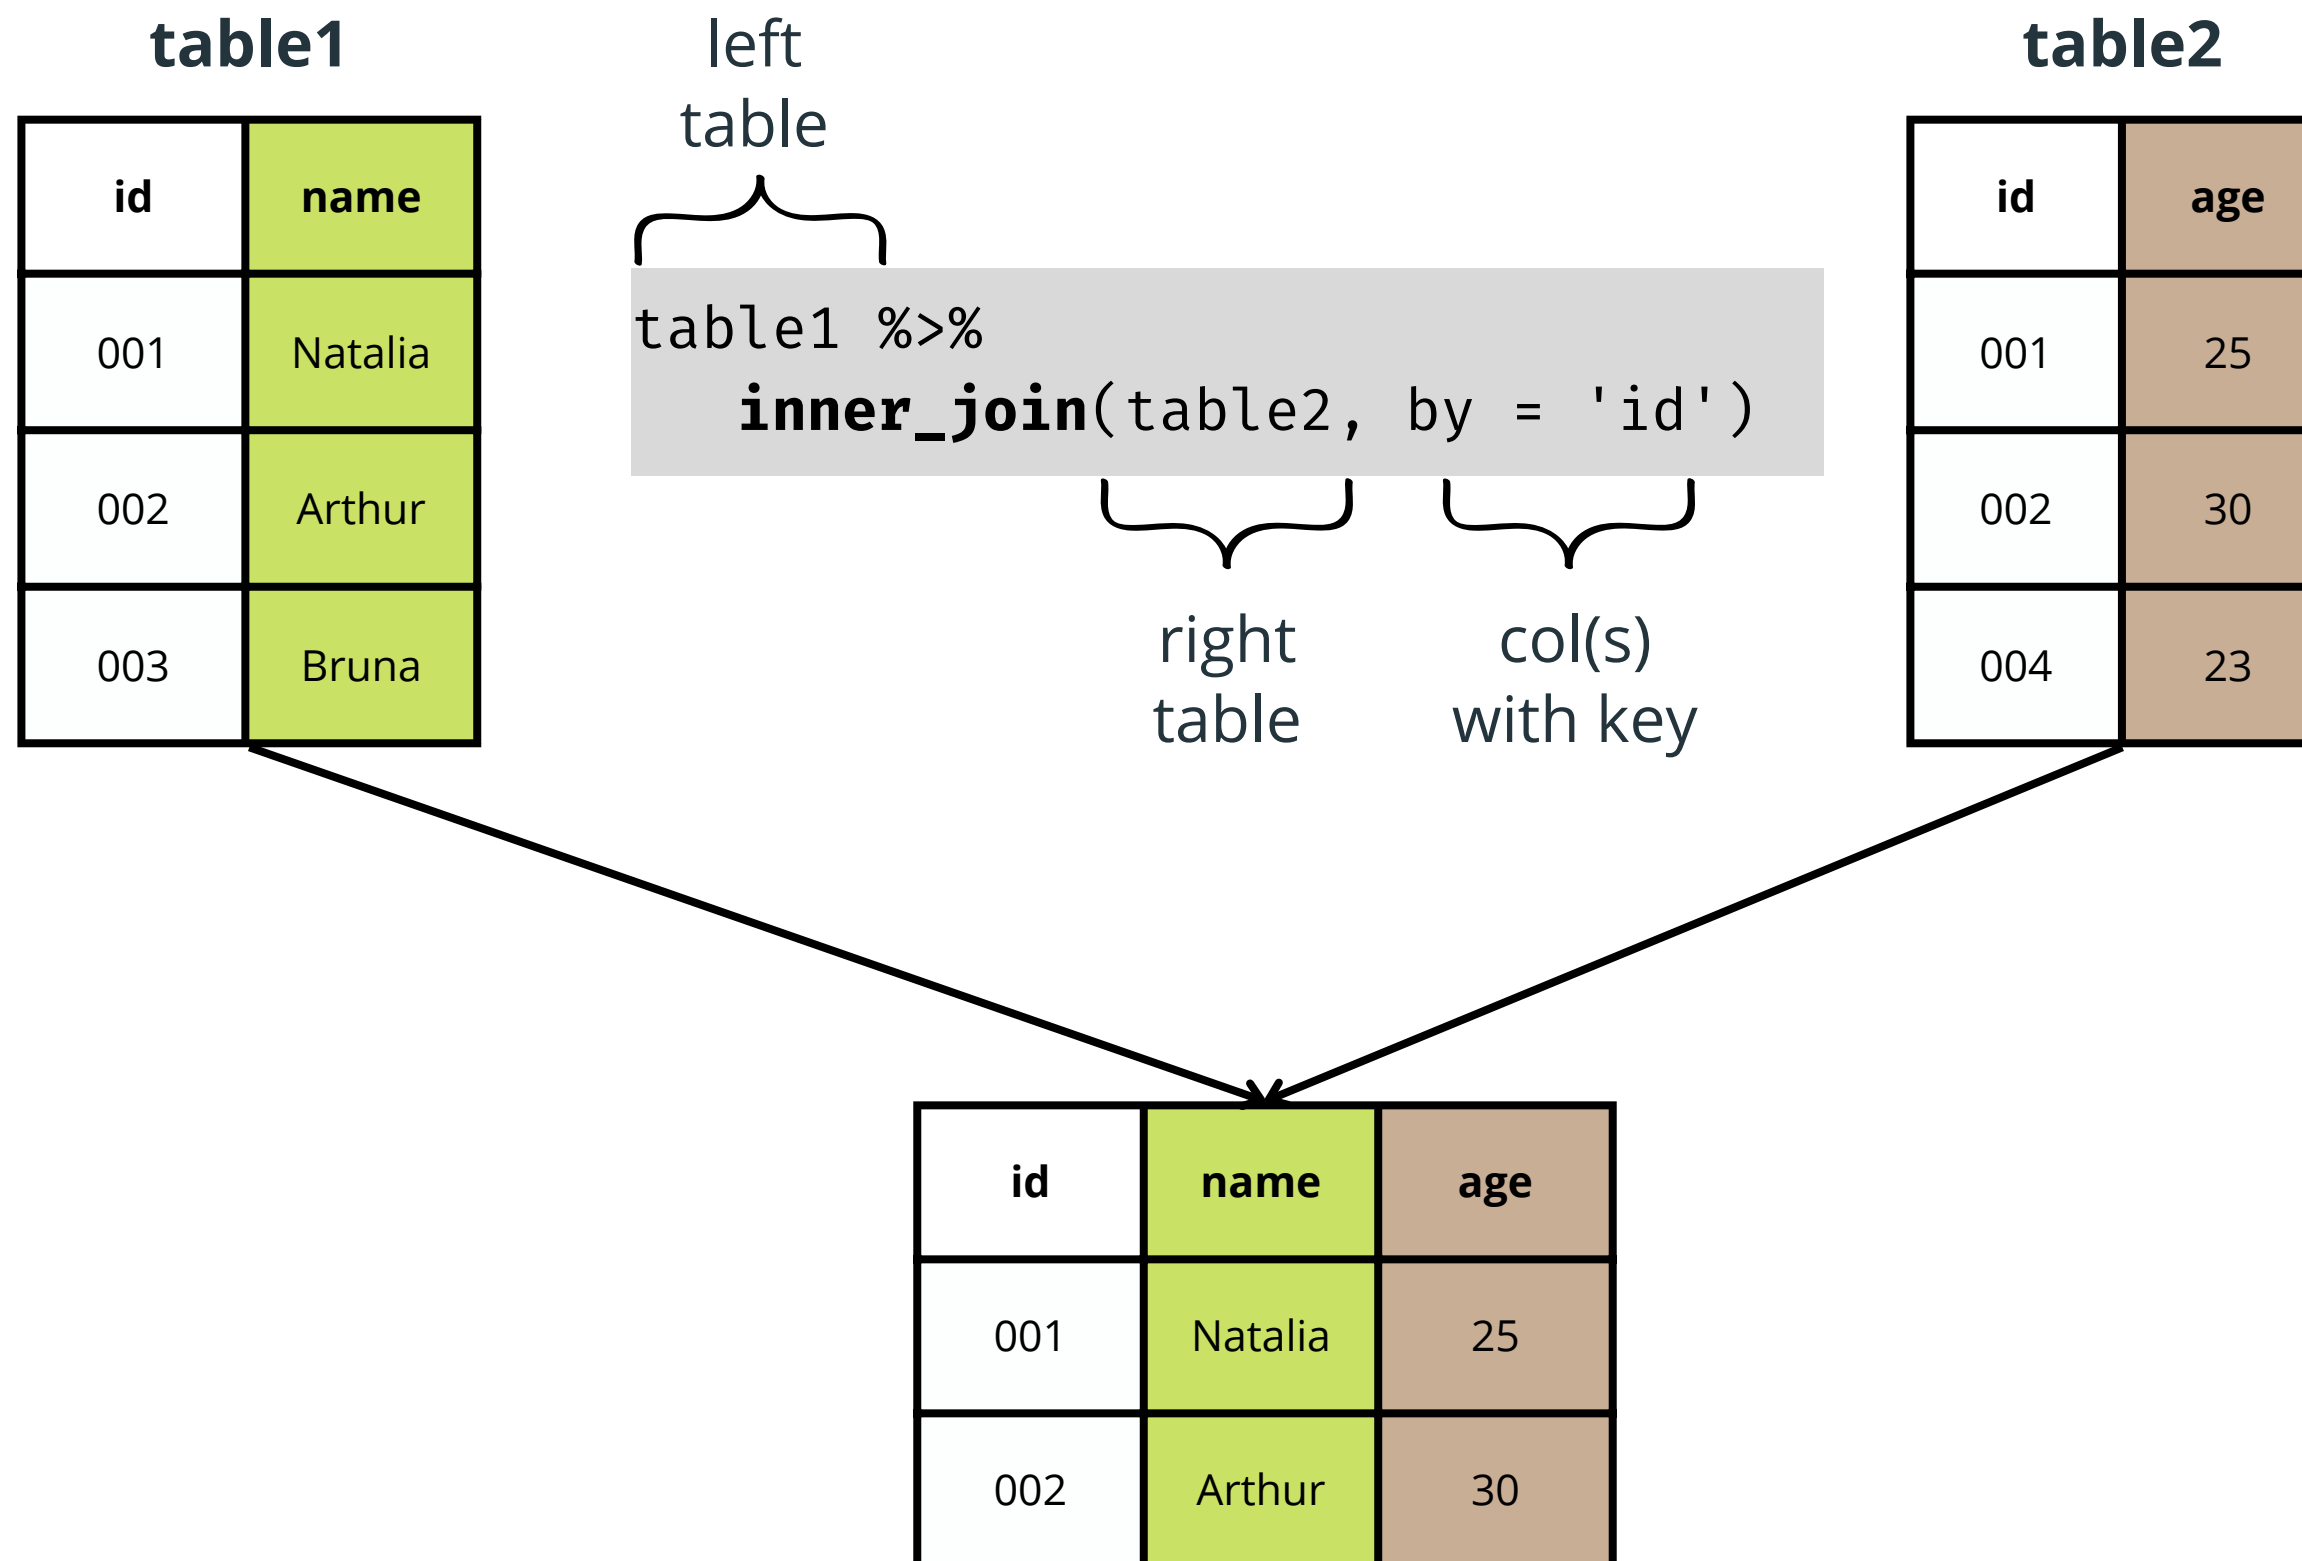 table1
id name
001 Natalia
002 Arthur
003 Bruna
left
table
table1 %>%
inner_join(table2, by = 'id')
right
table
col(s)
with key
table2
id age
001 25
002 30
004 23
id name age
001 Natalia 25
002 Arthur 30